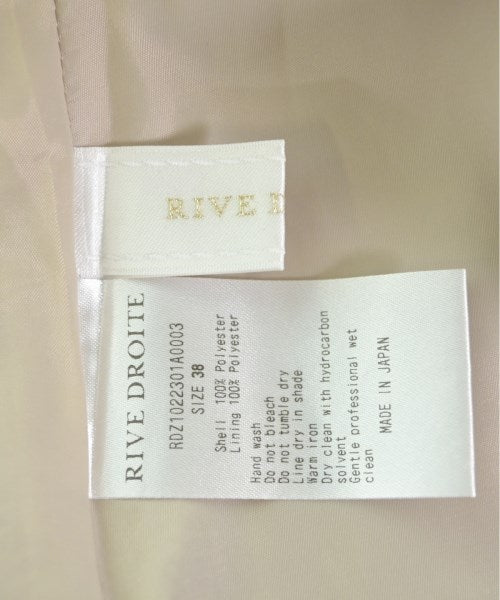 RIVE D
RIVE DROITE
RDZ1022301A0003
SIZE 38
Shell 100% Polyester
Lining 100% Polyester
Hand wash
Do not bleach
Do not tumble dry
Line dry in shade
Warm iron
Dry clean with hydrocarbon
solvent
Gentle professional wet
clean
MADE IN JAPAN